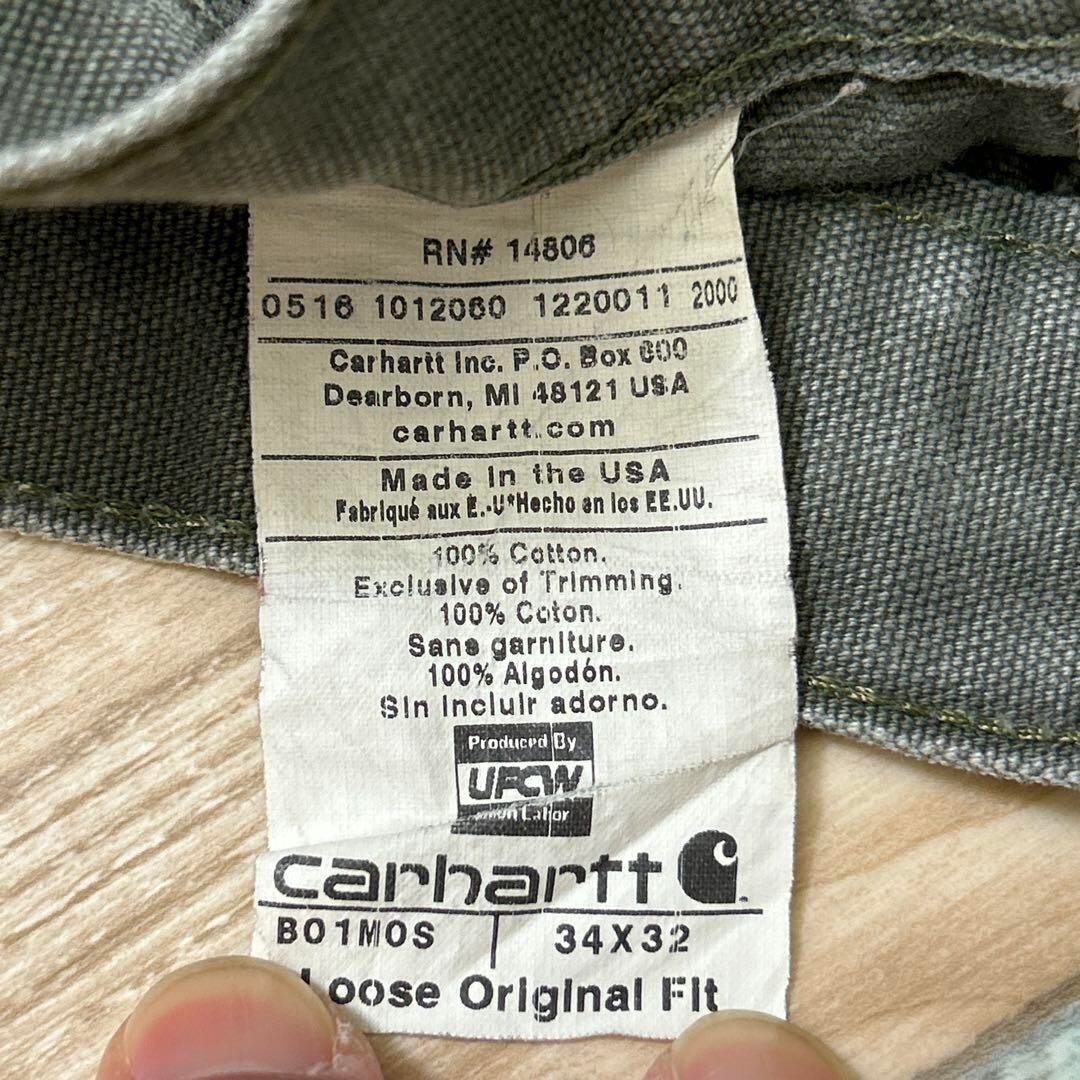 RN# 14806
0516 1012060 1220011 2000
Carhartt Inc. P.O. Box 600
Dearborn, MI 48121 USA
carhartt.com
Made In the USA
Fabriqué aux E.-U*Hecho en los EE.UU.
100% Cotton.
Exclusive of Trimming.
100% Coton.
Sans garniture.
100% Algodón.
Sin incluir adorno.
Produced By
UFCW
Union Labor
carhartt
B01MOS 34X32
Loose Original Fit